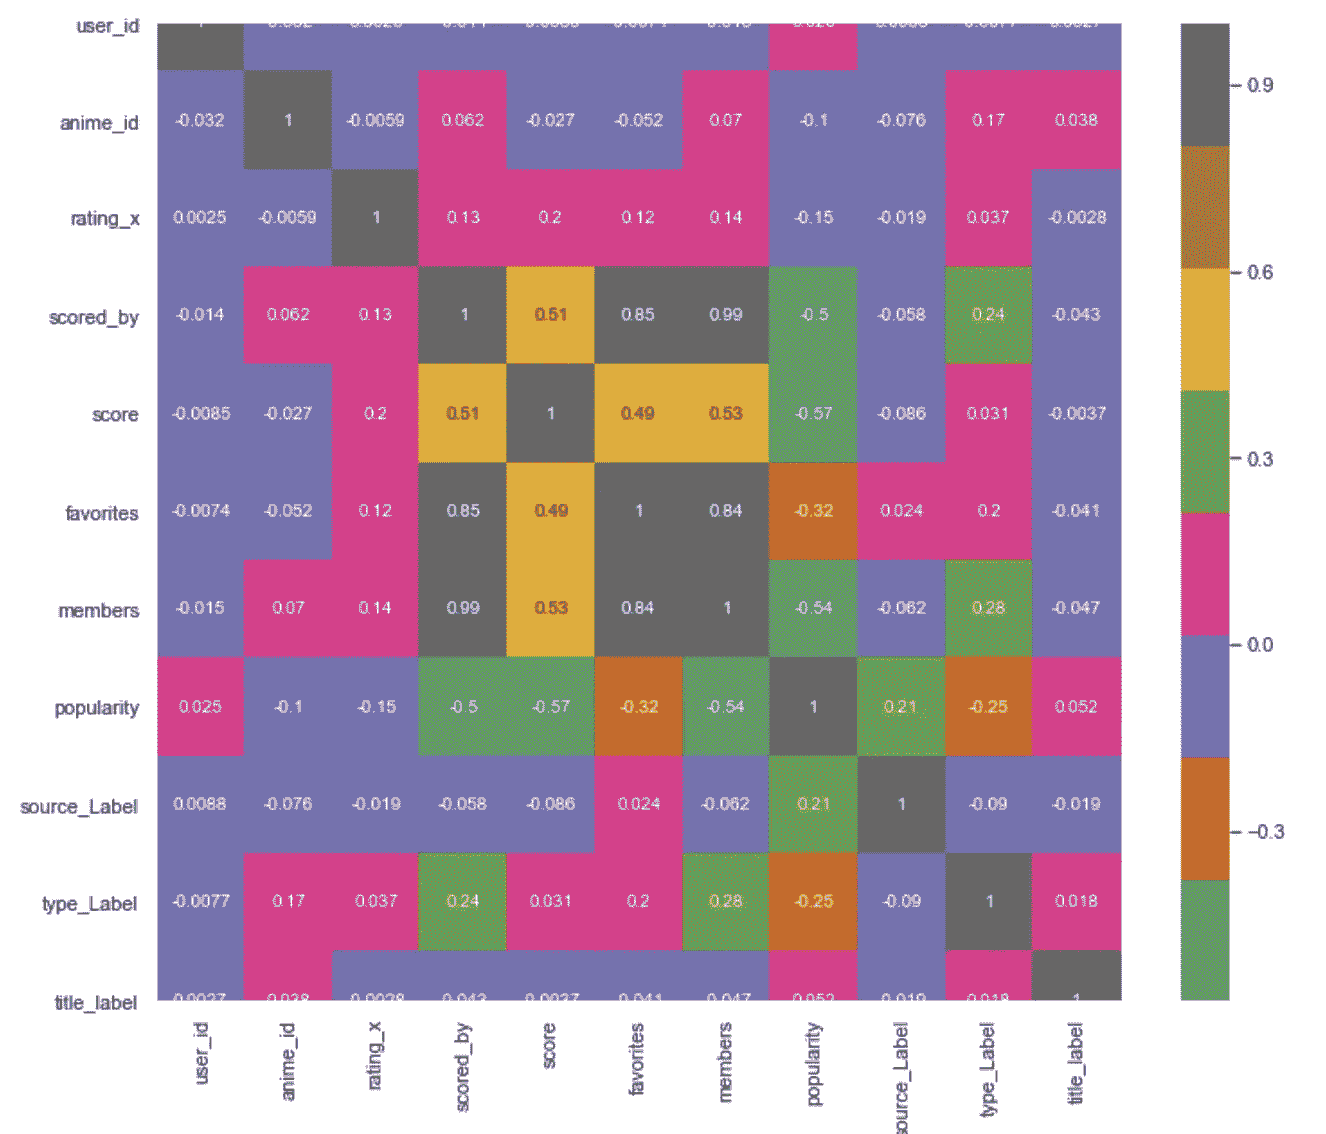 user_id
anime_id -0.032 1 -0.0059 0.062 -0.027 -0.052 0.07 -0.1 -0.076 0.17 0.038
rating_x 0.0025 -0.0059 1 0.13 0.2 0.12 0.14 -0.15 -0.019 0.037 -0.0028
scored_by -0.014 0.062 0.13 1 0.51 0.85 0.99 -0.5 -0.058 0.24 -0.043
score -0.0085 -0.027 0.2 0.51 1 0.49 0.53 -0.57 -0.086 0.031 -0.0037
favorites -0.0074 -0.052 0.12 0.85 0.49 1 0.84 -0.32 0.024 0.2 -0.041
members -0.015 0.07 0.14 0.99 0.53 0.84 1 -0.54 -0.062 0.28 -0.047
popularity 0.025 -0.1 -0.15 -0.5 -0.57 -0.32 -0.54 1 0.21 -0.25 0.052
source_Label 0.0088 -0.076 -0.019 -0.058 -0.086 0.024 -0.062 0.21 1 -0.09 -0.019
type_Label -0.0077 0.17 0.037 0.24 0.031 0.2 0.28 -0.25 -0.09 1 0.018
title_label
user_id anime_id rating_x scored_by score favorites members popularity ource_Label type_Label title_label
0.9
0.6
0.3
0.0
−0.3